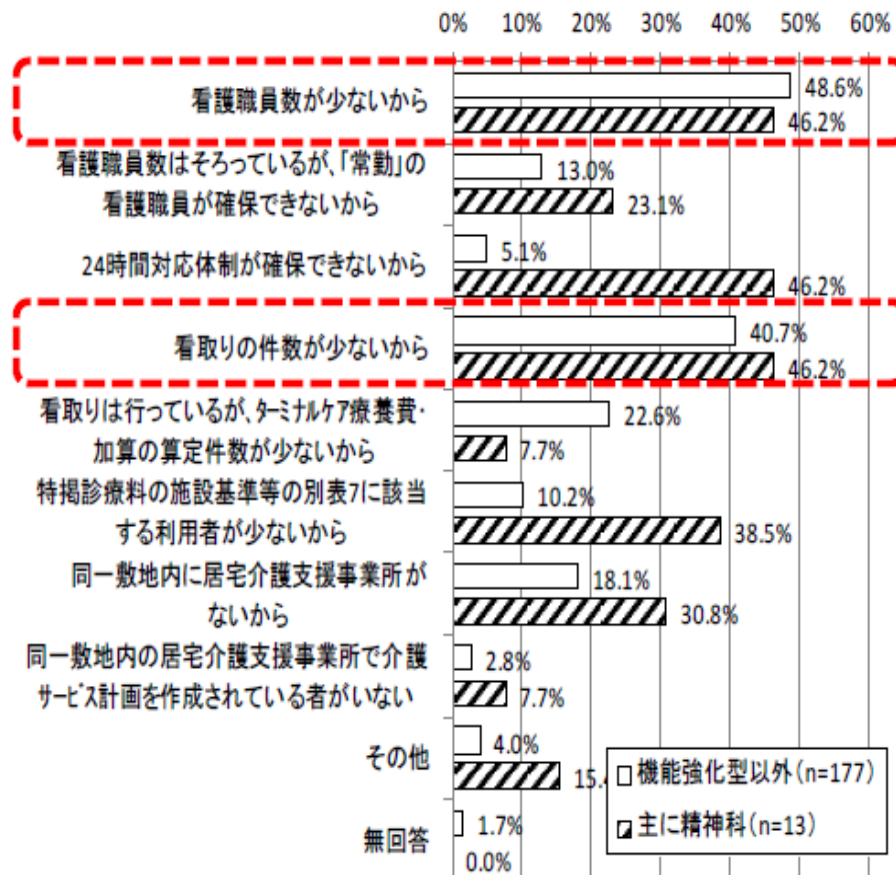 0% 10% 20% 30% 40% 50% 60%
看護職員数が少ないから
48.6%
46.2%
看護職員数はそろっているが、「常勤」の
看護職員が確保できないから
13.0%
23.1%
24時間対応体制が確保できないから
5.1%
46.2%
看取りの件数が少ないから
40.7%
46.2%
看取りは行っているが、ターミナルケア療養費・
加算の算定件数が少ないから
22.6%
7.7%
特掲診療料の施設基準等の別表7に該当
する利用者が少ないから
10.2%
38.5%
同一敷地内に居宅介護支援事業所が
ないから
18.1%
30.8%
同一敷地内の居宅介護支援事業所で介護
サービス計画を作成されている者がいない
2.8%
7.7%
その他
4.0%
15.
無回答
1.7%
0.0%
機能強化型以外(n=177)
主に精神科(n=13)